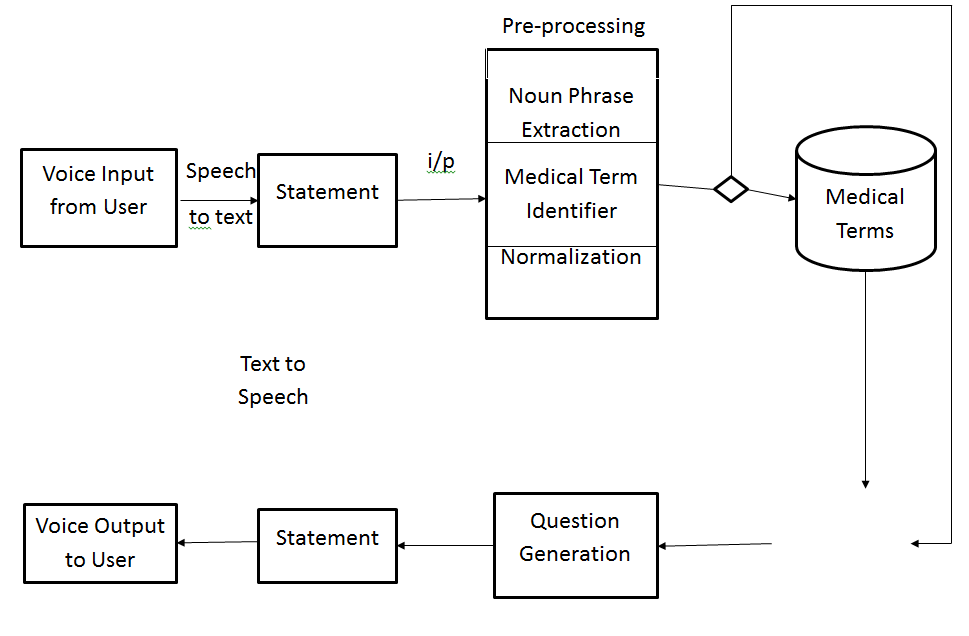 Pre-processing
Noun Phrase
Extraction
Medical Term
Identifier
Normalization
Voice Input
from User
Speech
to text
Statement
i/p
Medical
Terms
Text to
Speech
Voice Output
to User
Statement
Question
Generation